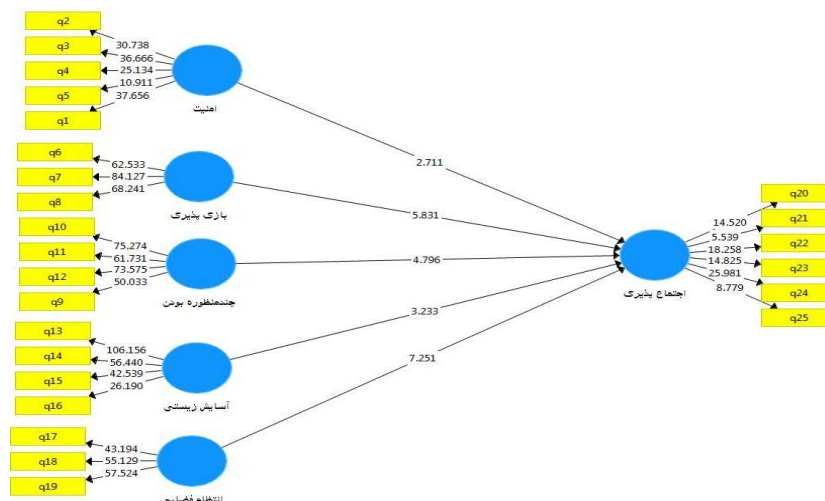 q2
q3
q4
q5
q1
30.738
36.666
25.134
10.911
37.656
امنیت
2.711
q6
q7
q8
62.533
84.127
68.241
بازی پذیری
5.831
q10
q11
q12
q9
75.274
61.731
73.575
50.033
چندمنظوره بودن
4.796
q13
q14
q15
q16
106.156
56.440
42.539
26.190
آسایش زیستی
3.233
q17
q18
q19
43.194
55.129
57.524
انتظام فضایی
7.251
اجتماع پذیری
14.520
5.539
18.258
14.825
25.981
8.779
q20
q21
q22
q23
q24
q25